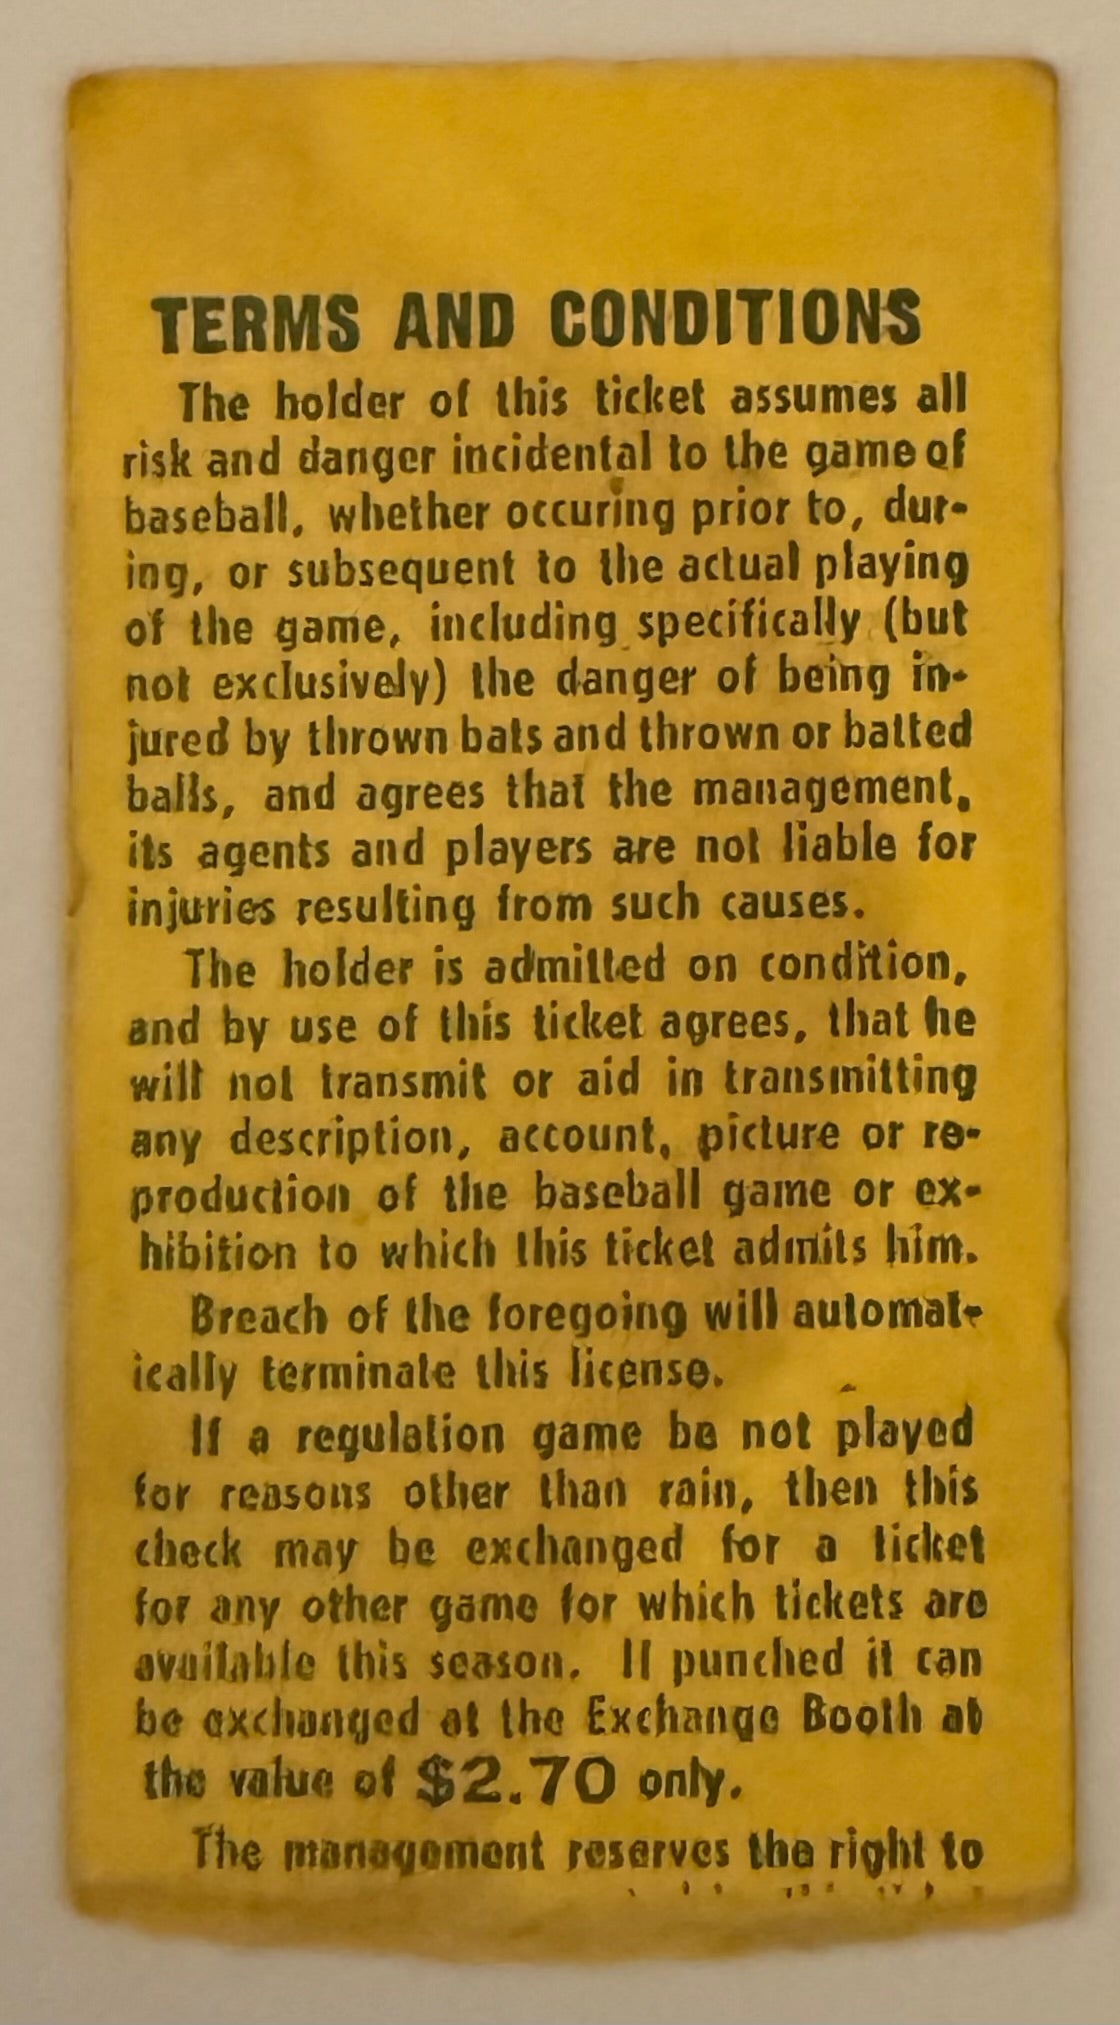 TERMS AND CONDITIONS
The holder of this ticket assumes all
risk and danger incidental to the game of
baseball, whether occuring prior to, dur-
ing, or subsequent to the actual playing
of the game, including specifically (but
not exclusively) the danger of being in-
jured by thrown bats and thrown or batted
balls, and agrees that the management,
its agents and players are not liable for
injuries resulting from such causes.
The holder is admitted on condition,
and by use of this ticket agrees, that he
will not transmit or aid in transmitting
any description, account, picture or re-
production of the baseball game or ex-
hibition to which this ticket admits him.
Breach of the foregoing will automat-
ically terminate this license.
If a regulation game be not played
for reasons other than rain, then this
check may be exchanged for a ticket
for any other game for which tickets are
available this season. If punched it can
be exchanged at the Exchange Booth at
the value of $2.70 only.
The management reserves the right to